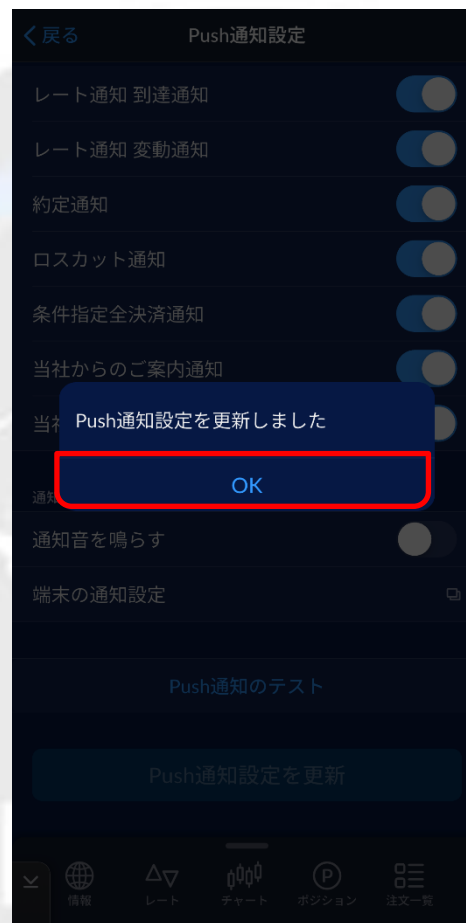 戻る
Push通知設定
レート通知 到達通知
レート通知 変動通知
約定通知
ロスカット通知
条件指定全決済通知
当社からのご案内通知
当社
Push通知設定を更新しました
OK
通知
通知音を鳴らす
端末の通知設定
Push通知のテスト
Push通知設定を更新
情報
レート
チャート
P
ポジション
注文一覧